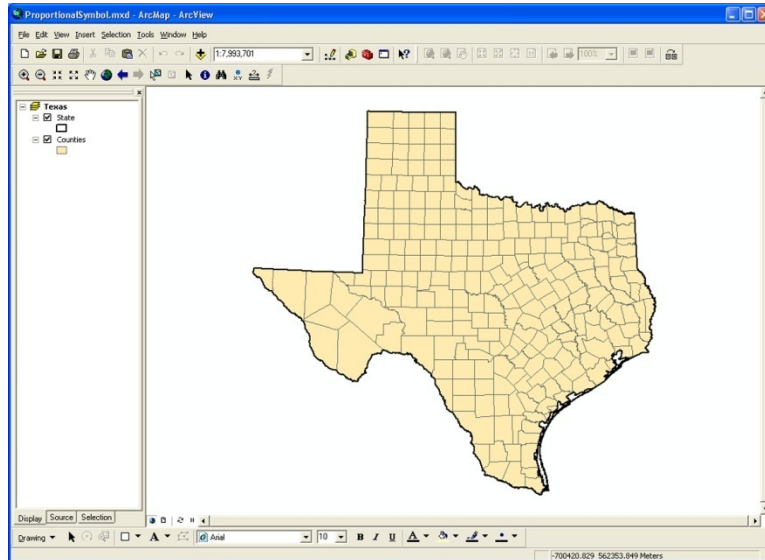 ProportionalSymbol.mxd - ArcMap - ArcView
File Edit View Insert Selection Tools Window Help
1:7,993,701
100%
Texas
State
Counties
Display Source Selection
Drawing A Arial 10 B I U A
-700420.829 562353.849 Meters